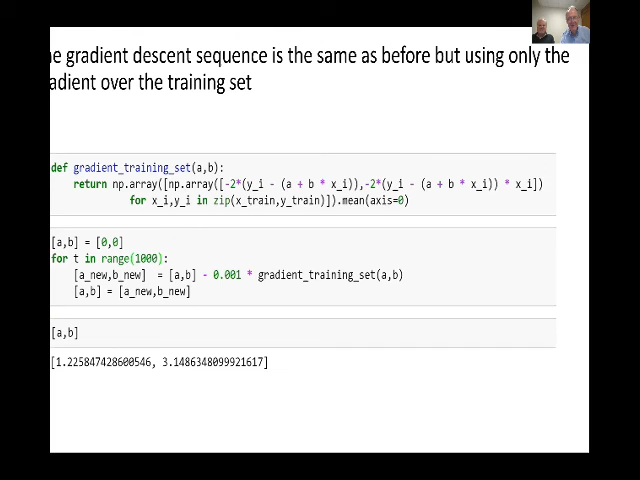 gradient descent sequence is the same as before but using only the
over the training set
def gradient_training_set(a,b):
return np.array([np.array([-2*(y_i - (a + b * x_i)),-2*(y_i - (a + b * x_i)) * x_i])
for x_i,y_i in zip(x_train,y_train)]).mean(axis=0)
[a,b] = [0,0]
for t in range(1000):
[a_new,b_new] = [a,b] - 0.001 * gradient_training_set(a,b)
[a,b] = [a_new,b_new]
[a,b]
[1.225847428600546, 3.1486348099921617]